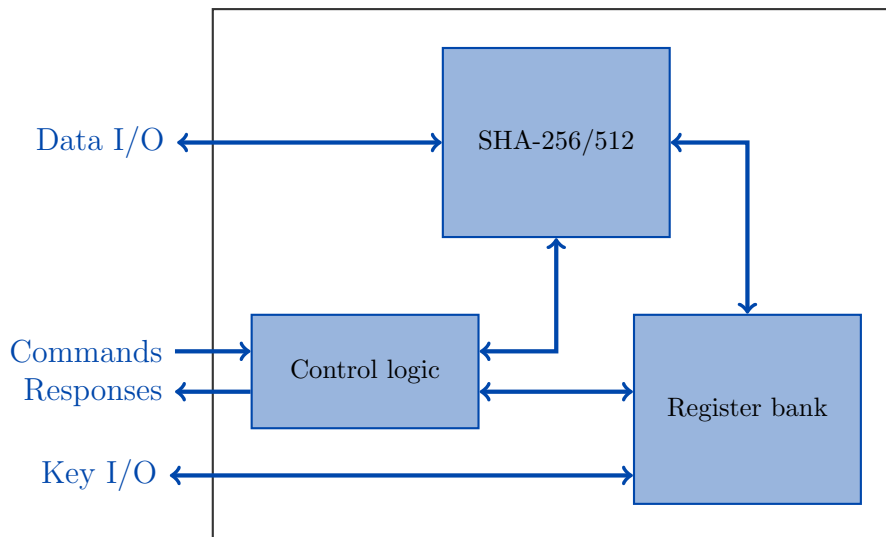 Data I/O
SHA-256/512
Commands
Responses
Control logic
Register bank
Key I/O